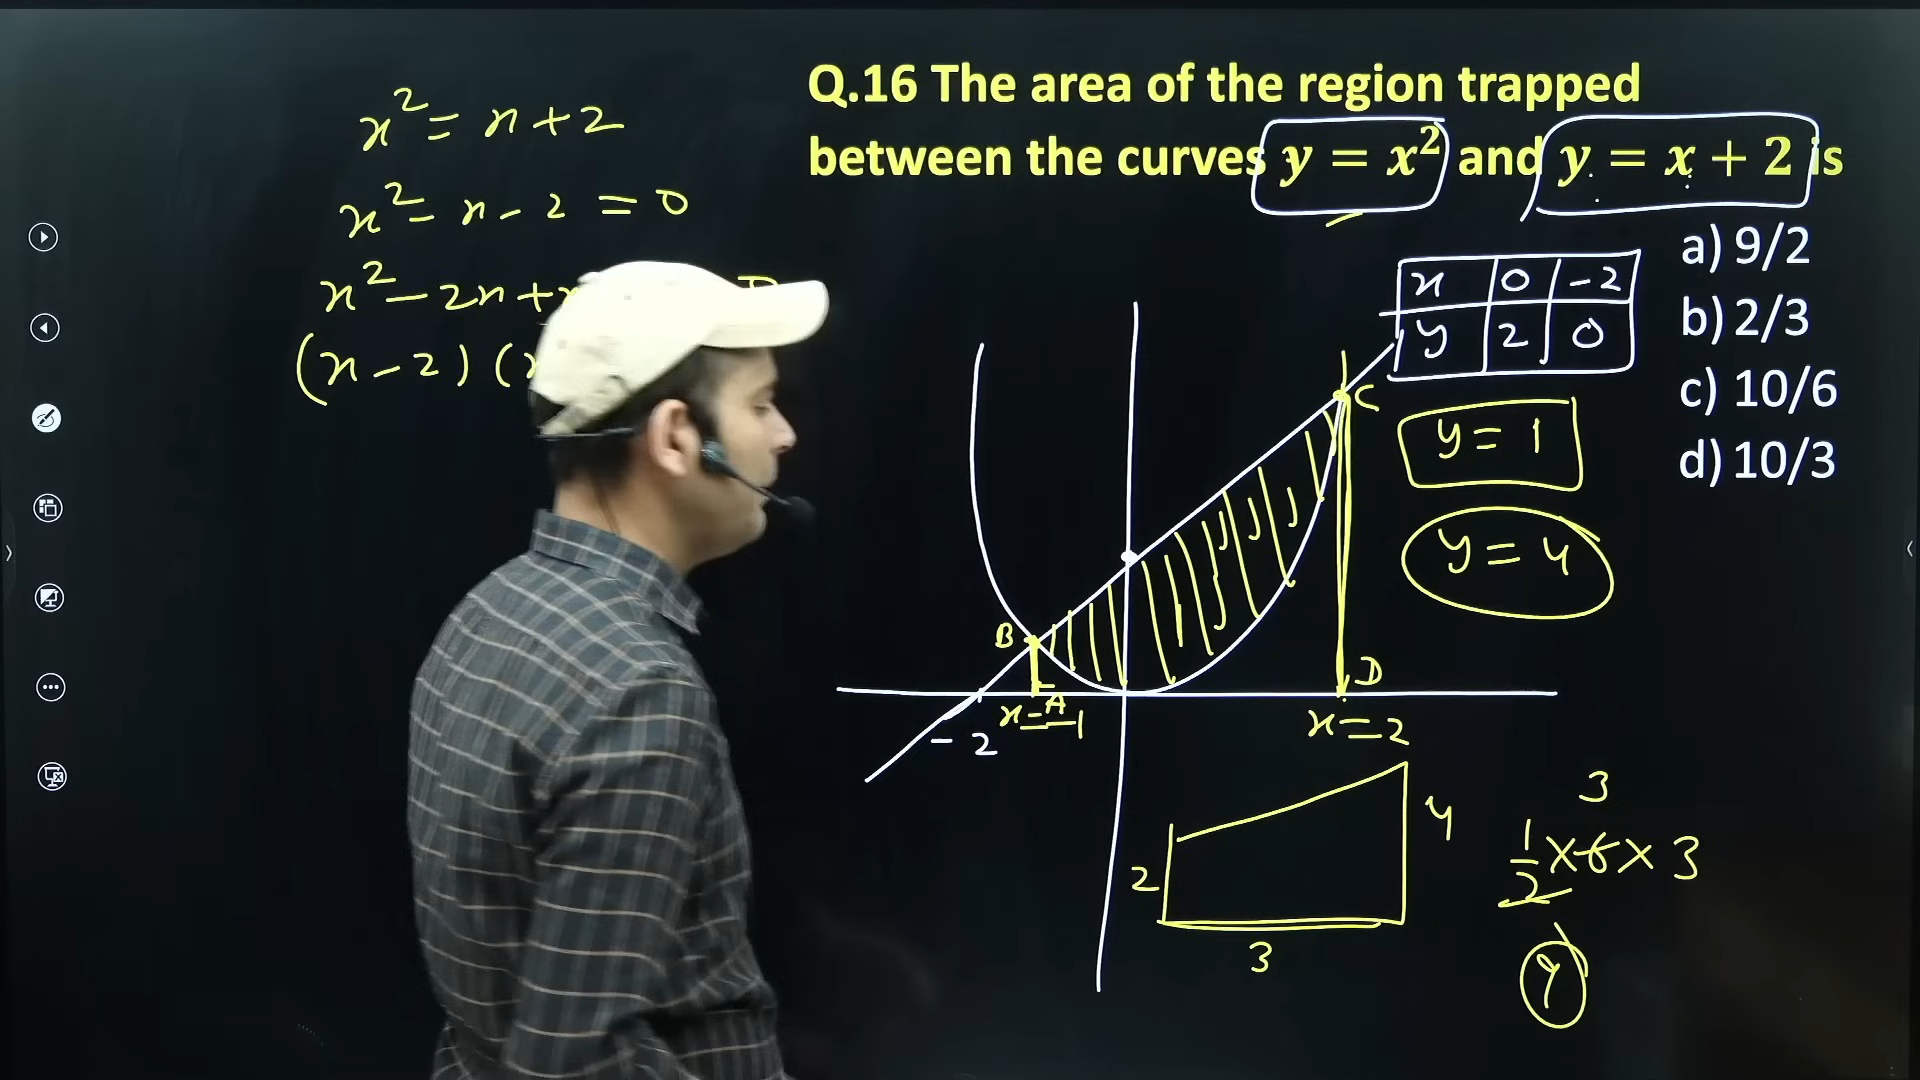 Q.16 The area of the region trapped
between the curves y = x² and y = x + 2 is
a) 9/2
b) 2/3
c) 10/6
d) 10/3
x² = x + 2
x² - x - 2 = 0
x² - 2x + x
(x - 2) (x
x 0 -2
y 2 0
y = 1
y = 4
C
B
A
D
-2
x = -1
x = 2
2
4
3
3
1/2 × 6 × 3
9